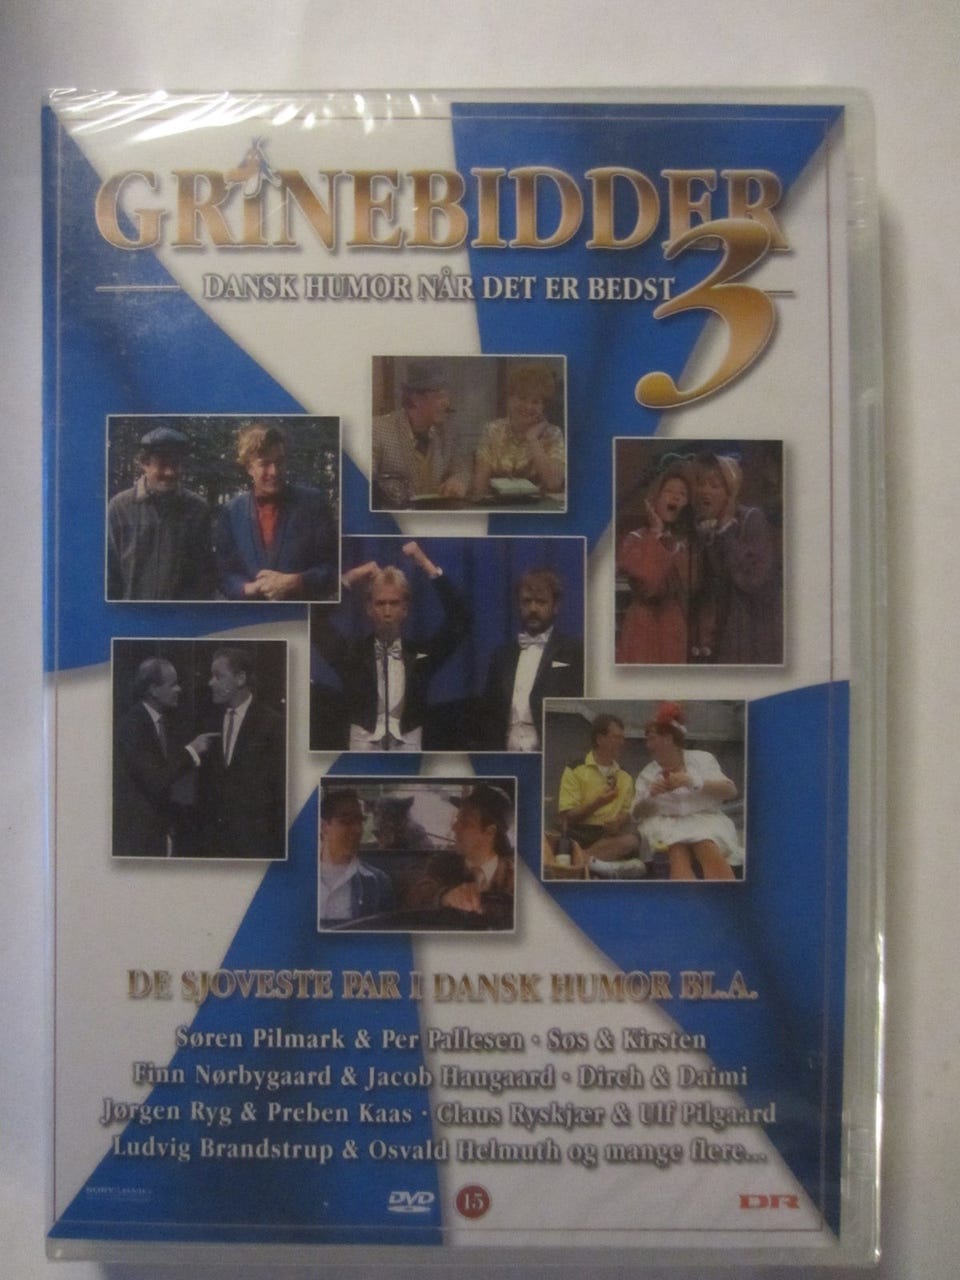 GRINEBIDDER
3
DANSK HUMOR NÅR DET ER BEDST
DE SJOVESTE PAR I DANSK HUMOR BL.A.
Søren Pilmark & Per Pallesen · Søs & Kirsten
Finn Nørbygaard & Jacob Haugaard · Dirch & Daimi
Jørgen Ryg & Preben Kaas · Claus Ryskjær & Ulf Pilgaard
Ludvig Brandstrup & Osvald Helmuth og mange flere...
DVD 15 DR